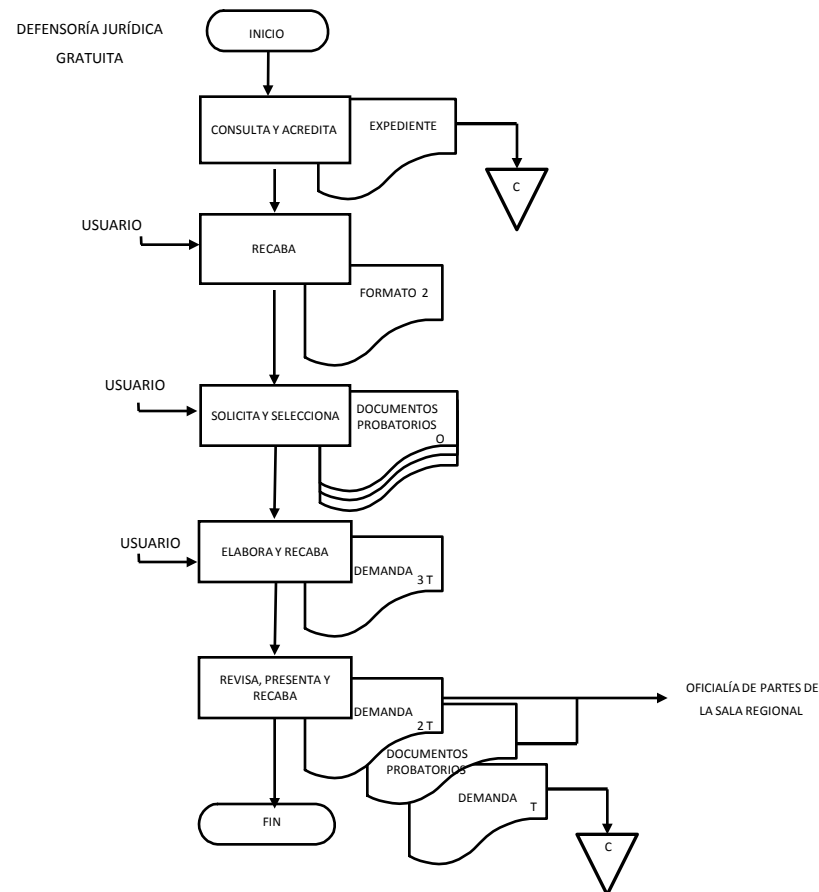 DEFENSORÍA JURÍDICA
GRATUITA
INICIO
CONSULTA Y ACREDITA
EXPEDIENTE
C
USUARIO
RECABA
FORMATO 2
USUARIO
SOLICITA Y SELECCIONA
DOCUMENTOS
PROBATORIOS
O
USUARIO
ELABORA Y RECABA
DEMANDA
3 T
REVISA, PRESENTA Y
RECABA
DEMANDA
2 T
OFICIALÍA DE PARTES DE
LA SALA REGIONAL
DOCUMENTOS
PROBATORIOS
DEMANDA
T
FIN
C